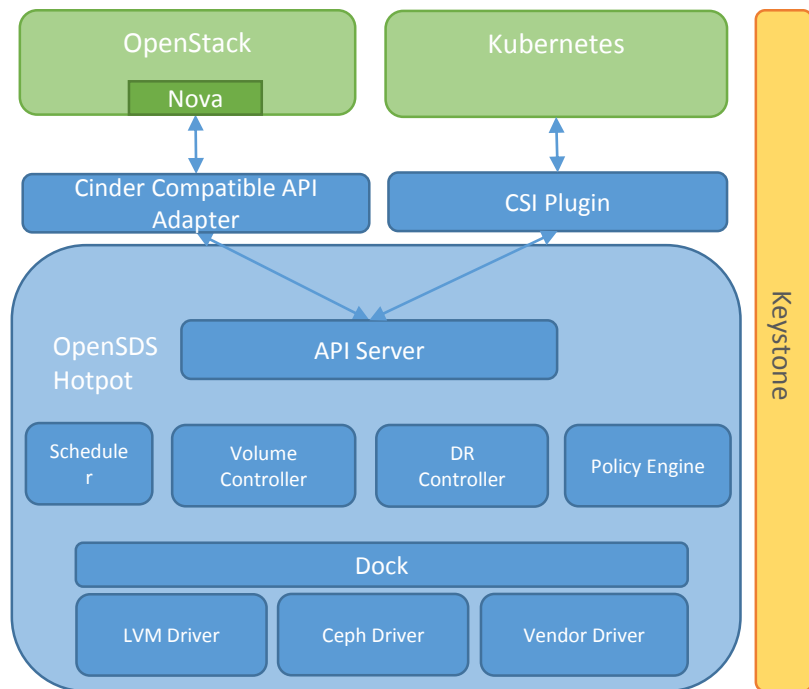 OpenStack
Nova
Kubernetes
Cinder Compatible API
Adapter
CSI Plugin
OpenSDS
Hotpot
API Server
Schedule
r
Volume
Controller
DR
Controller
Policy Engine
Dock
LVM Driver
Ceph Driver
Vendor Driver
Keystone